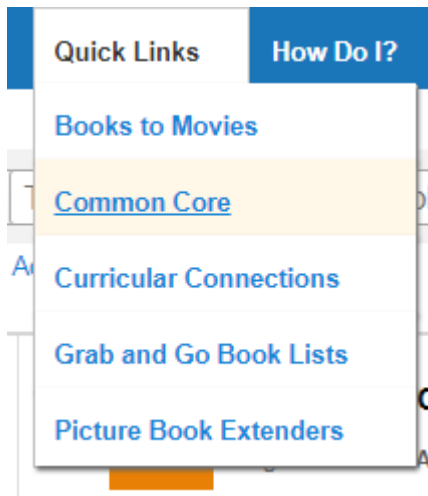 Quick Links How Do I?
Books to Movies
Common Core
Curricular Connections
Grab and Go Book Lists
Picture Book Extenders